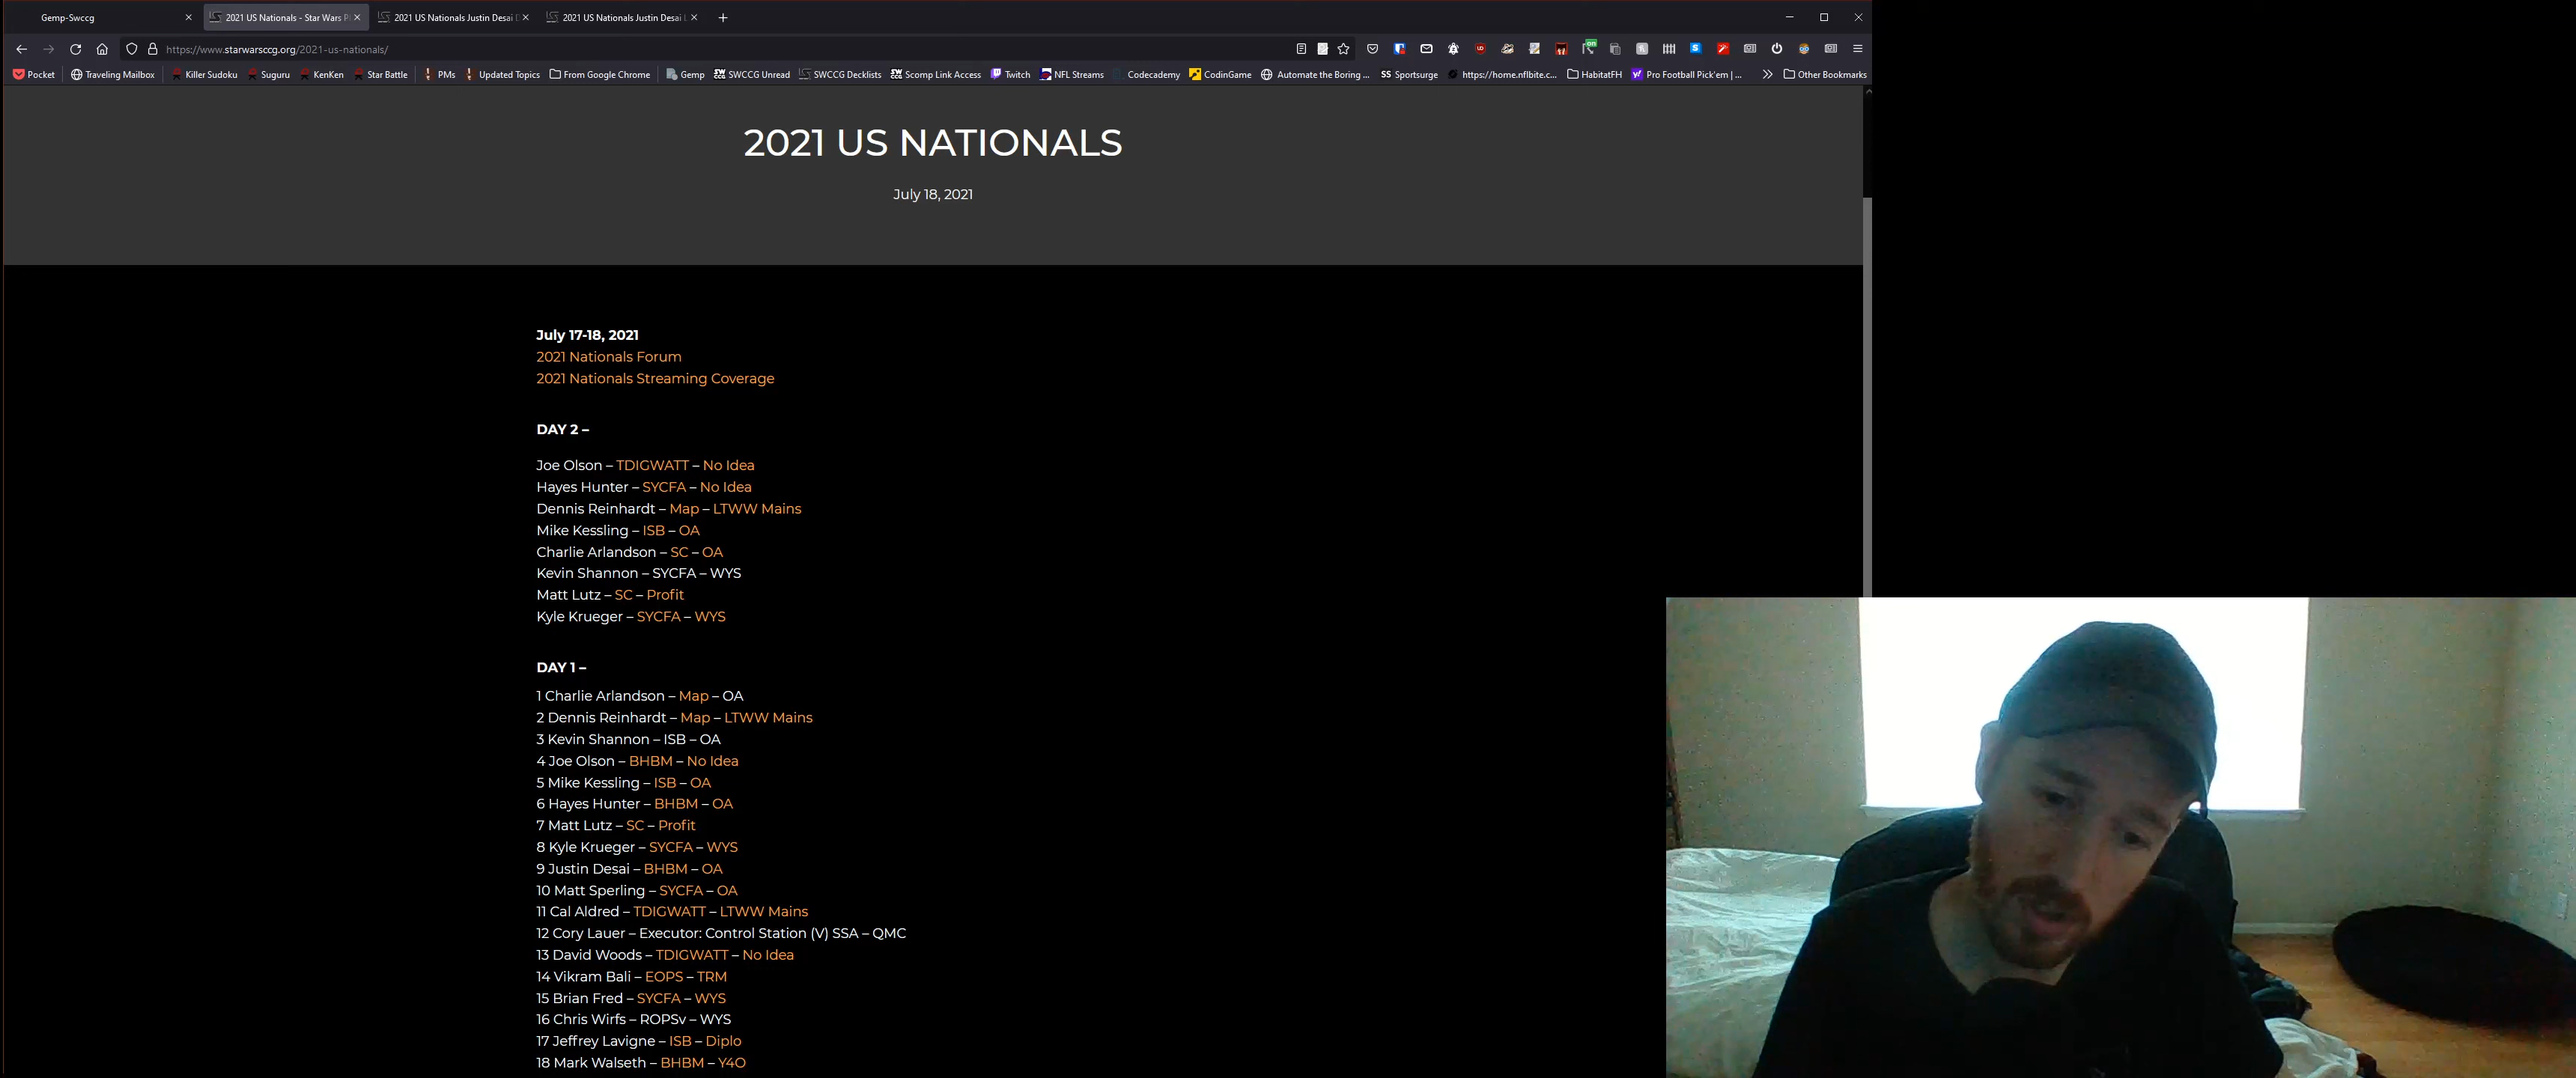 Gemp-Swccg
2021 US Nationals - Star Wars P
2021 US Nationals Justin Desai D
2021 US Nationals Justin Desai L
https://www.starwarsccg.org/2021-us-nationals/
Pocket
Traveling Mailbox
Killer Sudoku
Suguru
KenKen
Star Battle
PMs
Updated Topics
From Google Chrome
Gemp
SWCCG Unread
SWCCG Decklists
Scomp Link Access
Twitch
NFL Streams
Codecademy
CodinGame
Automate the Boring ...
SS Sportsurge
https://home.nflbite.c...
HabitatFH
Pro Football Pick'em | ...
Other Bookmarks
2021 US NATIONALS
July 18, 2021
July 17-18, 2021
2021 Nationals Forum
2021 Nationals Streaming Coverage
DAY 2 –
Joe Olson – TDIGWATT – No Idea
Hayes Hunter – SYCFA – No Idea
Dennis Reinhardt – Map – LTWW Mains
Mike Kessling – ISB – OA
Charlie Arlandson – SC – OA
Kevin Shannon – SYCFA – WYS
Matt Lutz – SC – Profit
Kyle Krueger – SYCFA – WYS
DAY 1 –
1 Charlie Arlandson – Map – OA
2 Dennis Reinhardt – Map – LTWW Mains
3 Kevin Shannon – ISB – OA
4 Joe Olson – BHBM – No Idea
5 Mike Kessling – ISB – OA
6 Hayes Hunter – BHBM – OA
7 Matt Lutz – SC – Profit
8 Kyle Krueger – SYCFA – WYS
9 Justin Desai – BHBM – OA
10 Matt Sperling – SYCFA – OA
11 Cal Aldred – TDIGWATT – LTWW Mains
12 Cory Lauer – Executor: Control Station (V) SSA – QMC
13 David Woods – TDIGWATT – No Idea
14 Vikram Bali – EOPS – TRM
15 Brian Fred – SYCFA – WYS
16 Chris Wirfs – ROPSv – WYS
17 Jeffrey Lavigne – ISB – Diplo
18 Mark Walseth – BHBM – Y4O